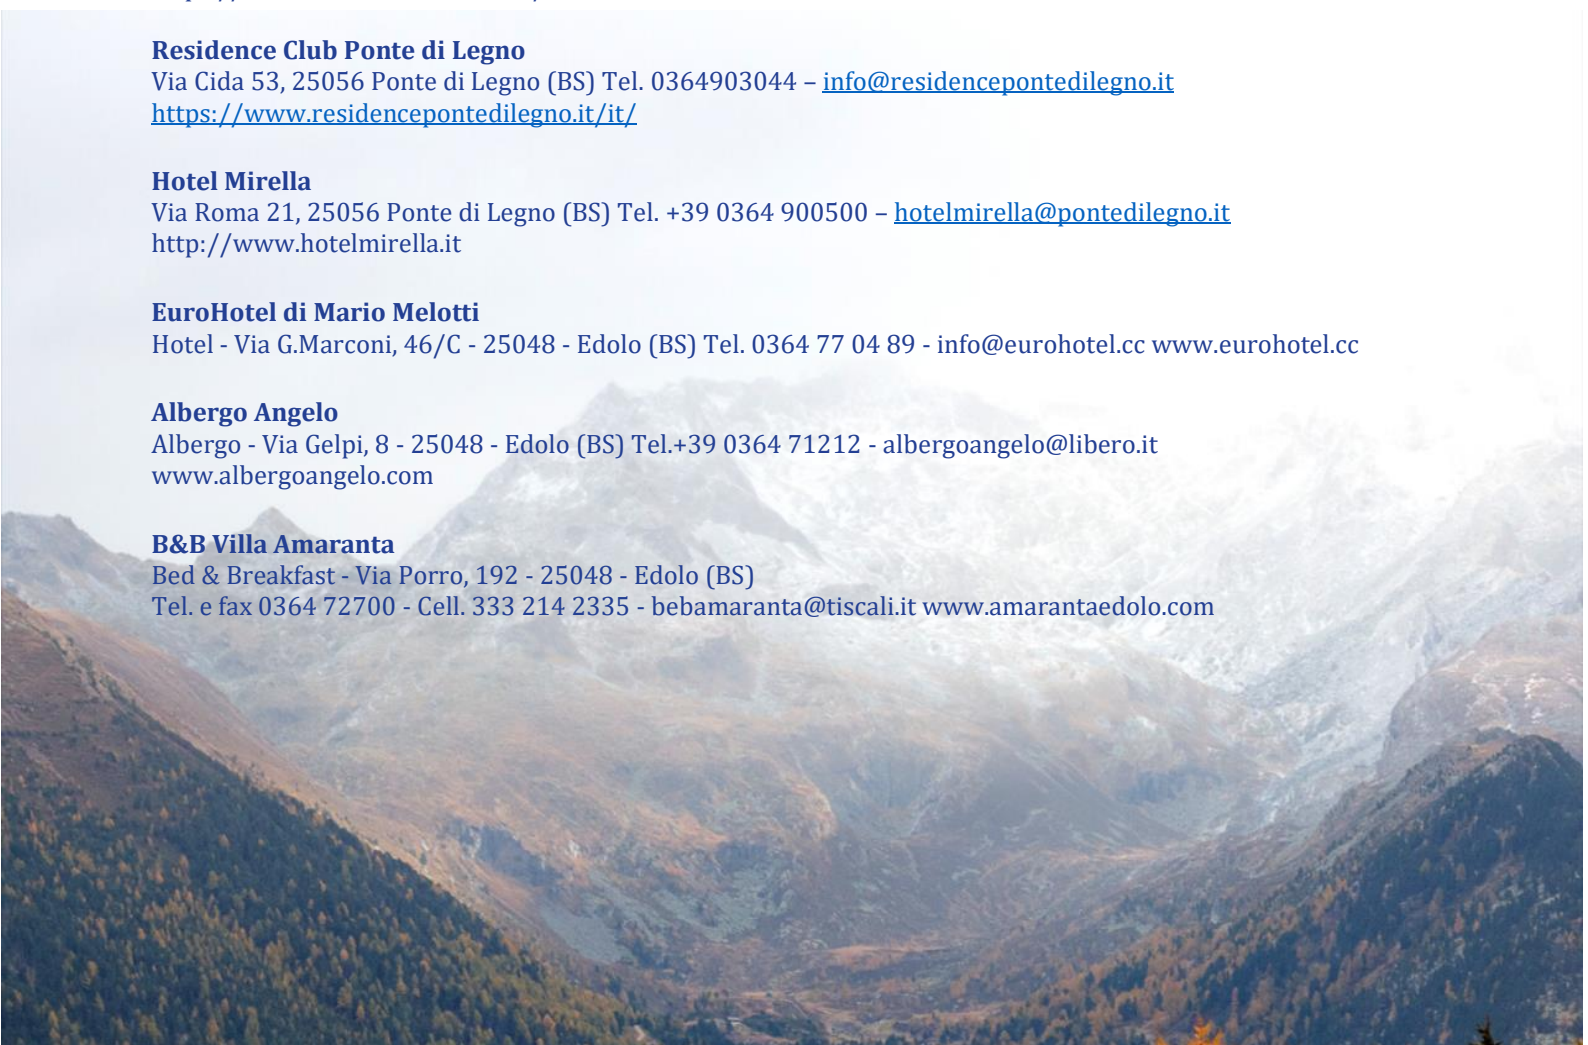 Residence Club Ponte di Legno
Via Cida 53, 25056 Ponte di Legno (BS) Tel. 0364903044 – info@residencepontedilegno.it
https://www.residencepontedilegno.it/it/
Hotel Mirella
Via Roma 21, 25056 Ponte di Legno (BS) Tel. +39 0364 900500 – hotelmirella@pontedilegno.it
http://www.hotelmirella.it
EuroHotel di Mario Melotti
Hotel - Via G.Marconi, 46/C - 25048 - Edolo (BS) Tel. 0364 77 04 89 - info@eurohotel.cc www.eurohotel.cc
Albergo Angelo
Albergo - Via Gelpi, 8 - 25048 - Edolo (BS) Tel.+39 0364 71212 - albergoangelo@libero.it
www.albergoangelo.com
B&B Villa Amaranta
Bed & Breakfast - Via Porro, 192 - 25048 - Edolo (BS)
Tel. e fax 0364 72700 - Cell. 333 214 2335 - bebamaranta@tiscali.it www.amarantaedolo.com